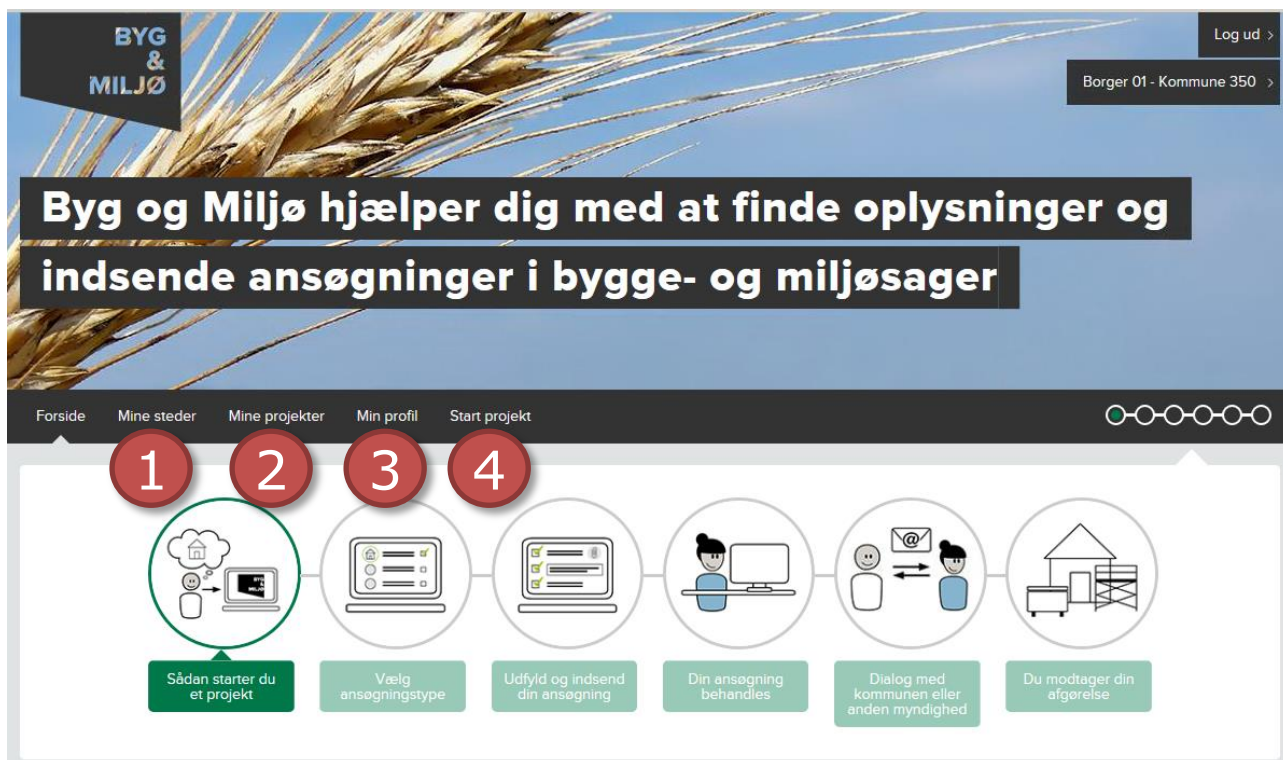 BYG
&
MILJØ
Log ud >
Borger 01 - Kommune 350 >
Byg og Miljø hjælper dig med at finde oplysninger og
indsende ansøgninger i bygge- og miljøsager
Forside Mine steder Mine projekter Min profil Start projekt
1 2 3 4
BYG
&
MILJØ
@
@
Sådan starter du
et projekt
Vælg
ansøgningstype
Udfyld og indsend
din ansøgning
Din ansøgning
behandles
Dialog med
kommunen eller
anden myndighed
Du modtager din
afgørelse